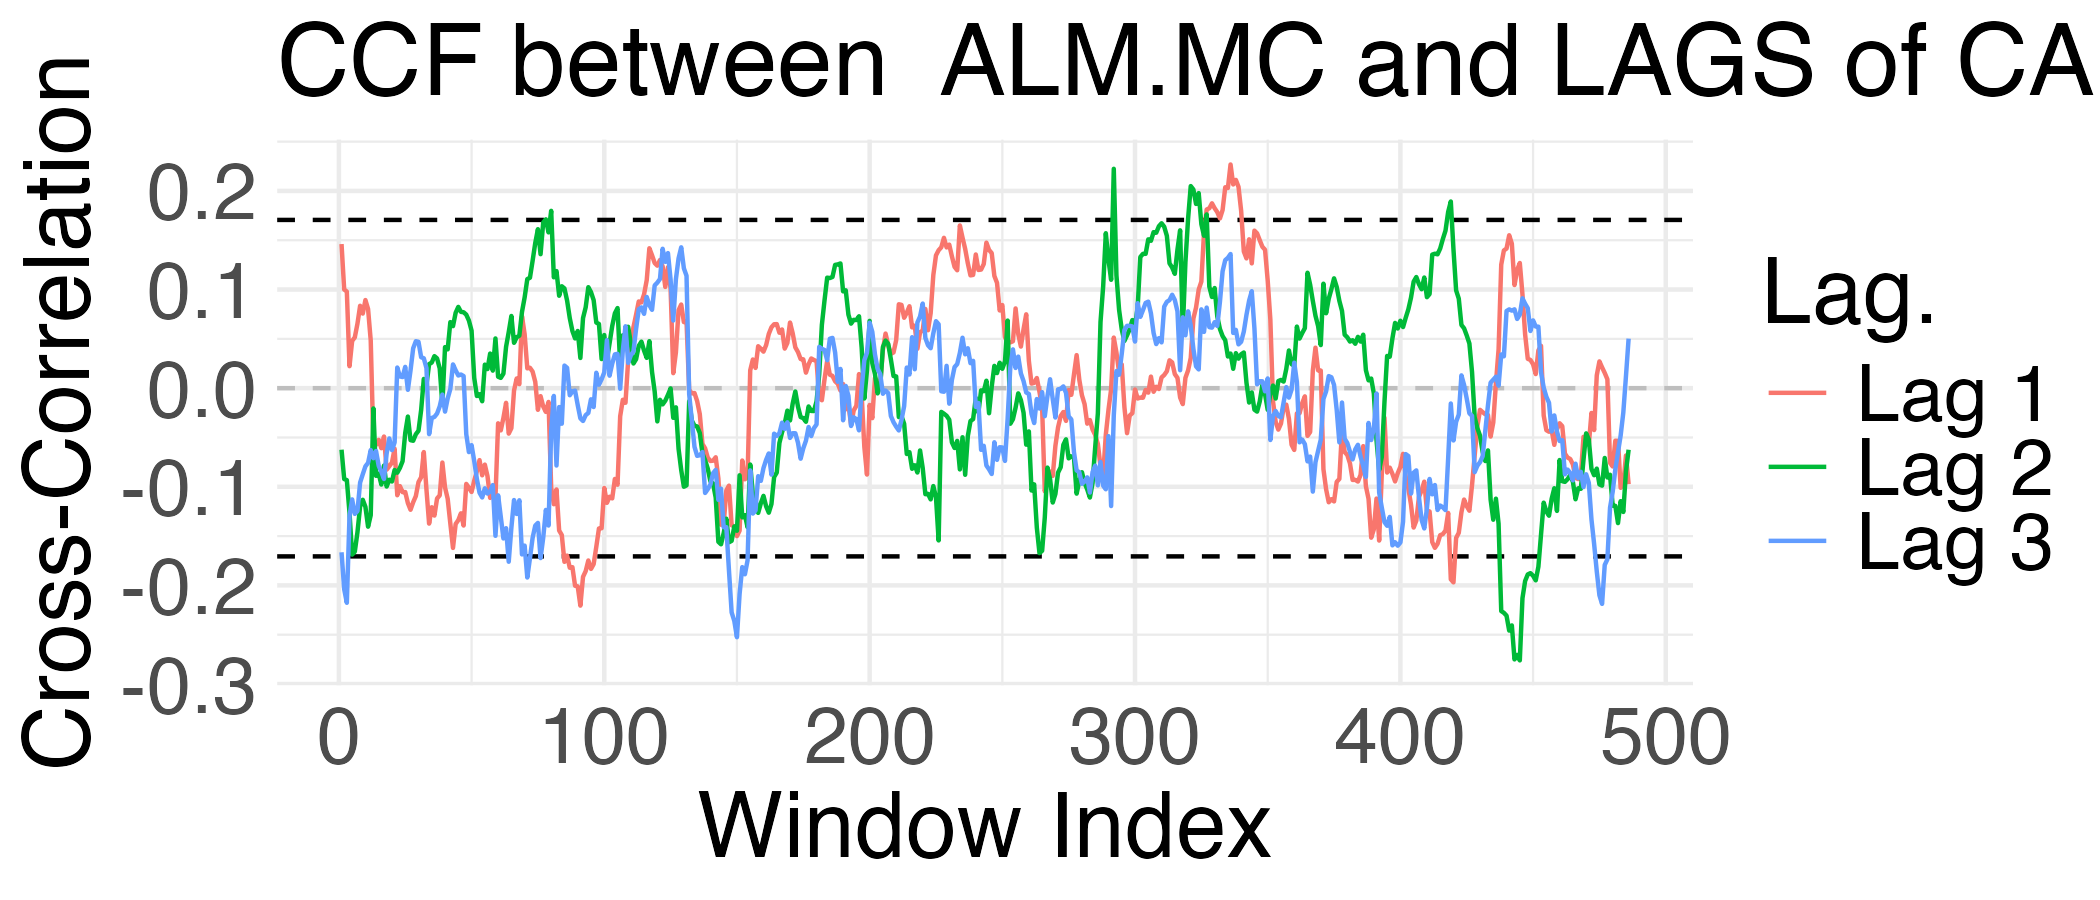 CCF between  ALM.MC and LAGS of CA
Cross-Correlation
0.2
0.1
0.0
-0.1
-0.2
-0.3
0 100 200 300 400 500
Window Index
Lag.
Lag 1
Lag 2
Lag 3